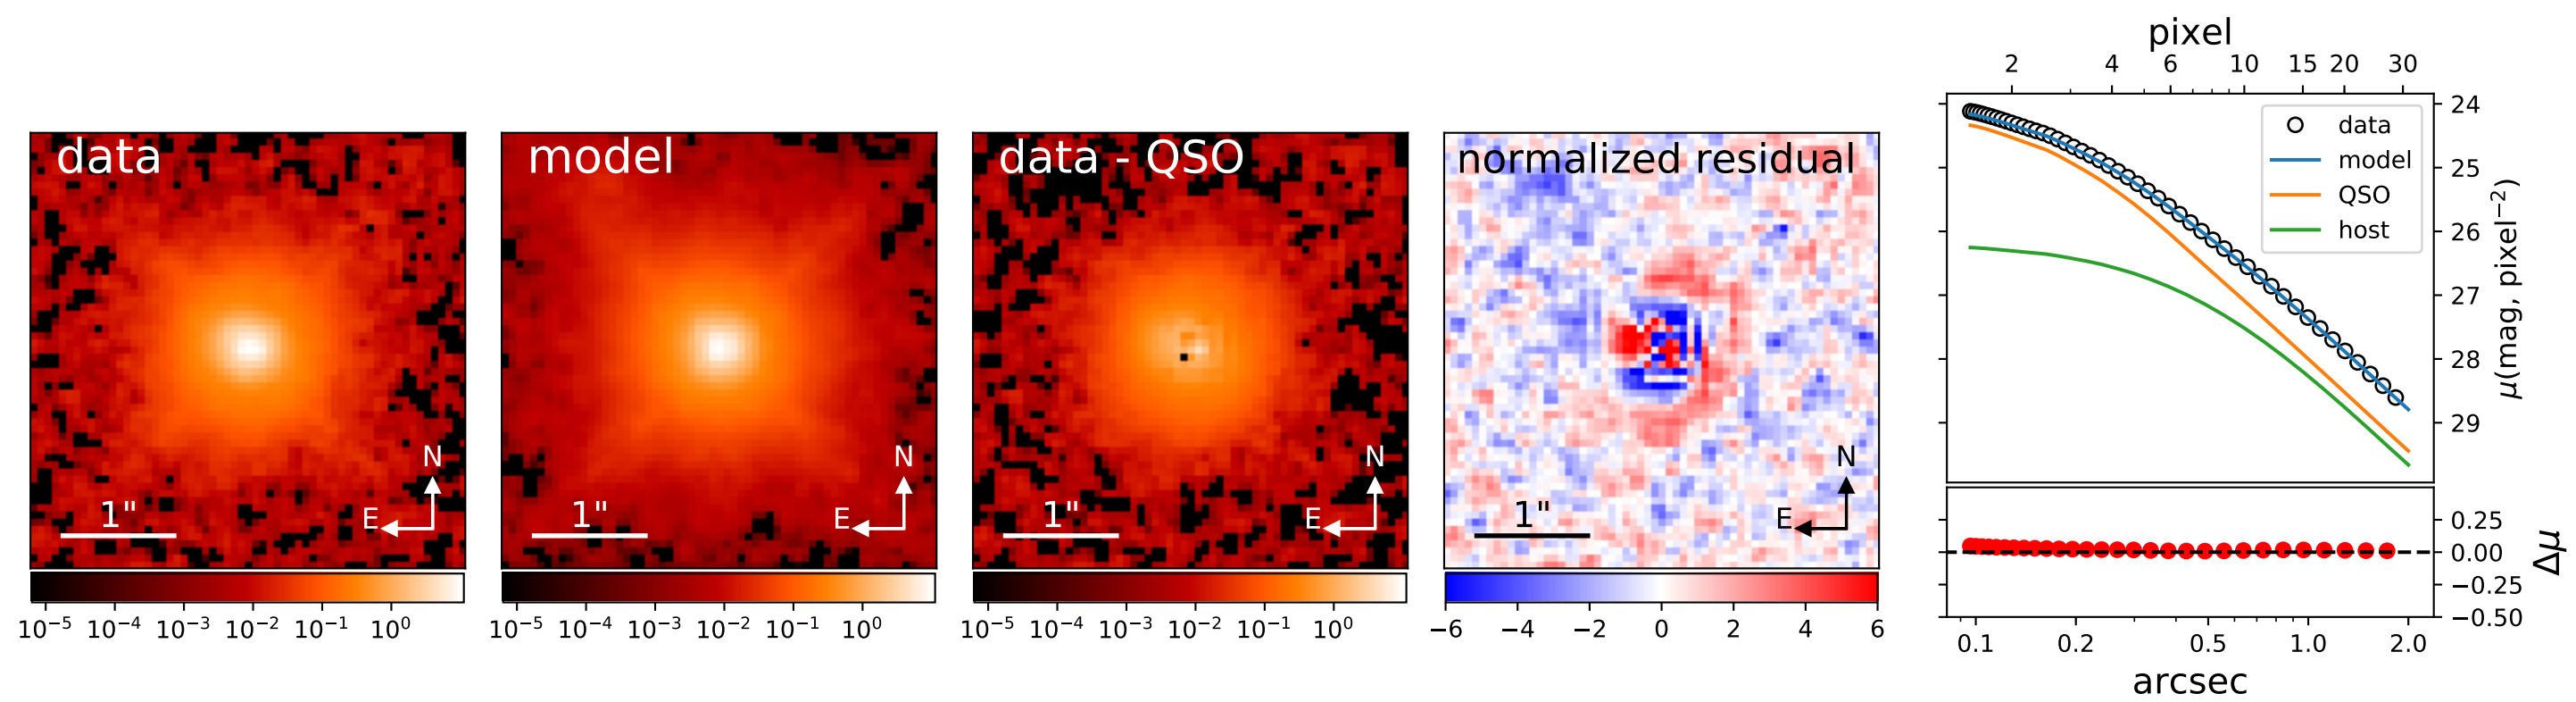 data
N
E
1"
10⁻⁵ 10⁻⁴ 10⁻³ 10⁻² 10⁻¹ 10⁰
model
N
E
1"
10⁻⁵ 10⁻⁴ 10⁻³ 10⁻² 10⁻¹ 10⁰
data - QSO
N
E
1"
10⁻⁵ 10⁻⁴ 10⁻³ 10⁻² 10⁻¹ 10⁰
normalized residual
N
E
1"
−6 −4 −2 0 2 4 6
pixel
2 4 6 10 15 20 30
data
model
QSO
host
24
25
26
27
28
29
μ(mag, pixel⁻²)
0.25
0.00
−0.25
−0.50
Δμ
0.1 0.2 0.5 1.0 2.0
arcsec